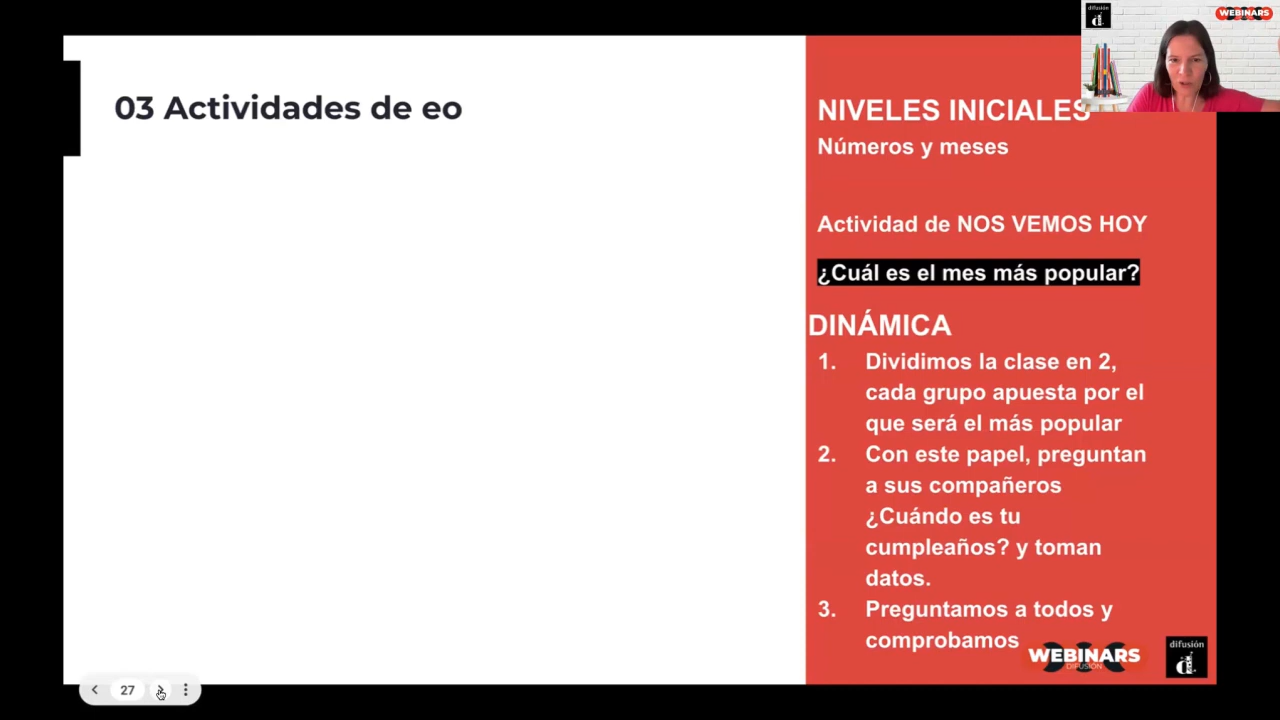 03 Actividades de eo
NIVELES INICIALES
Números y meses
Actividad de NOS VEMOS HOY
¿Cuál es el mes más popular?
DINÁMICA
1. Dividimos la clase en 2,
cada grupo apuesta por el
que será el más popular
2. Con este papel, preguntan
a sus compañeros
¿Cuándo es tu
cumpleaños? y toman
datos.
3. Preguntamos a todos y
comprobamos
WEBINARS
DIFUSIÓN
difusión
27
difusión
WEBINARS